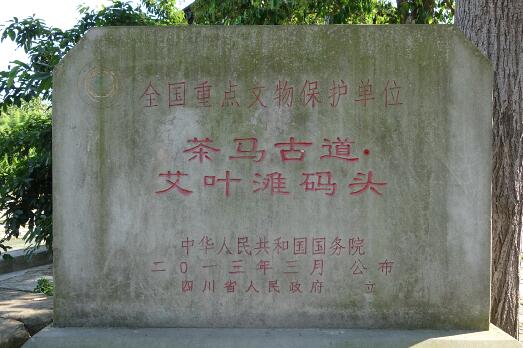 全国重点文物保护单位
茶马古道·
艾叶滩码头
中华人民共和国国务院
二〇一三年三月 公布
四川省人民政府 立